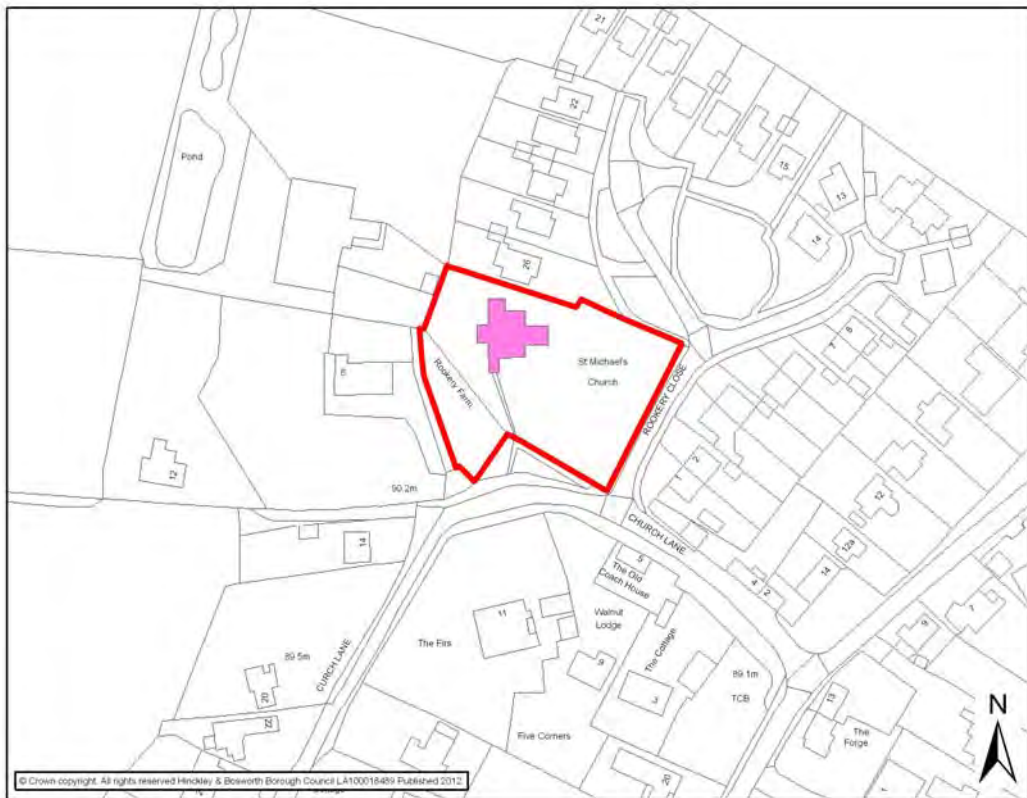 21
22
Pond
15
13
14
26
8
7
St Michael's
Church
Rookery Farm
ROOKERY CLOSE
2
1
12
12
90.2m
CHURCH LANE
12a
14
14
5
The Old
Coach House
4
2
11
Walnut
Lodge
7
9
The Firs
The Cottage
9
89.5m
CURCH LANE
89.1m
3
TCB
13
20
22
The
Forge
Five Corners
N
20
1
© Crown copyright. All rights reserved Hinckley & Bosworth Borough Council LA100018489 Published 2012